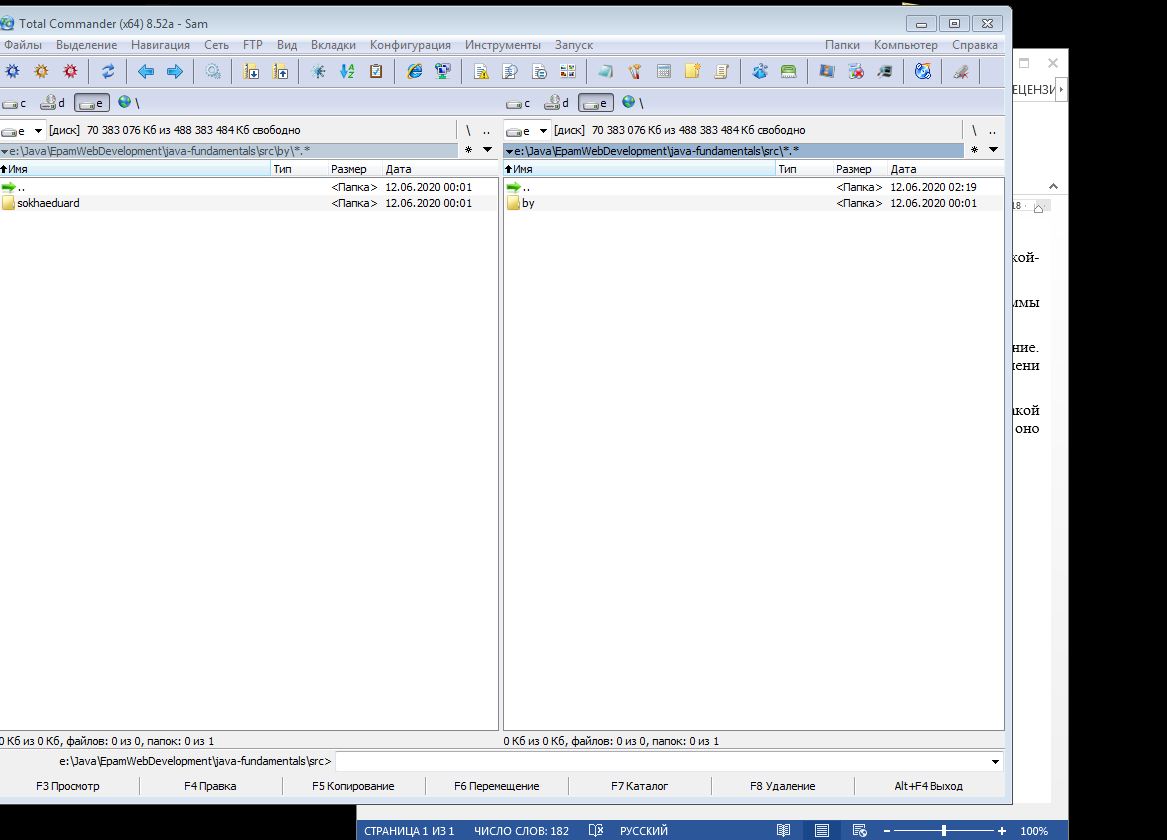 Total Commander (x64) 8.52a - Sam
Файлы Выделение Навигация Сеть FTP Вид Вкладки Конфигурация Инструменты Запуск Папки Компьютер Справка
c d e \ c d e \
e [диск] 70 383 076 Кб из 488 383 484 Кб свободно \ .. e [диск] 70 383 076 Кб из 488 383 484 Кб свободно \ ..
e:\Java\EpamWebDevelopment\java-fundamentals\src\by\*.* * e:\Java\EpamWebDevelopment\java-fundamentals\src\*.* *
Имя Тип Размер Дата Имя Тип Размер Дата
.. <Папка> 12.06.2020 00:01 .. <Папка> 12.06.2020 02:19
sokhaeduard <Папка> 12.06.2020 00:01 by <Папка> 12.06.2020 00:01
ЕЦЕНЗИ
18
кой-
ммы
ние.
мени
акой
оно
0 Кб из 0 Кб, файлов: 0 из 0, папок: 0 из 1 0 Кб из 0 Кб, файлов: 0 из 0, папок: 0 из 1
e:\Java\EpamWebDevelopment\java-fundamentals\src>
F3 Просмотр F4 Правка F5 Копирование F6 Перемещение F7 Каталог F8 Удаление Alt+F4 Выход
СТРАНИЦА 1 ИЗ 1 ЧИСЛО СЛОВ: 182 РУССКИЙ 100%